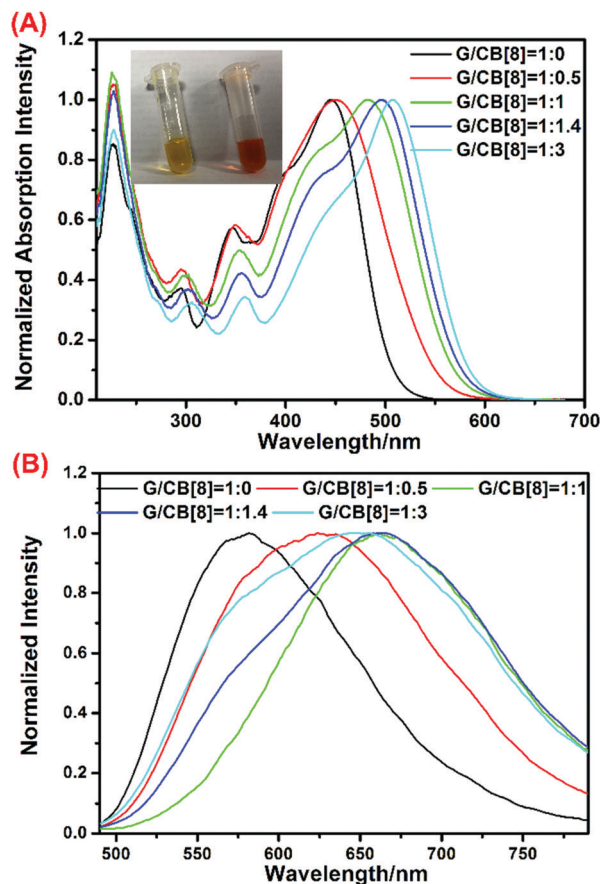 (A)
1.2
1.0
0.8
0.6
0.4
0.2
0.0
Normalized Absorption Intensity
G/CB[8]=1:0
G/CB[8]=1:0.5
G/CB[8]=1:1
G/CB[8]=1:1.4
G/CB[8]=1:3
300 400 500 600 700
Wavelength/nm
(B)
1.2
1.0
0.8
0.6
0.4
0.2
0.0
Normalized Intensity
G/CB[8]=1:0 G/CB[8]=1:0.5 G/CB[8]=1:1
G/CB[8]=1:1.4 G/CB[8]=1:3
500 550 600 650 700 750
Wavelength/nm